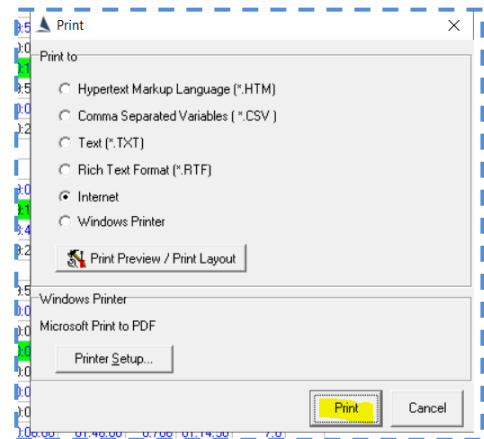 Print
Print to
Hypertext Markup Language (*.HTM)
Comma Separated Variables ( *.CSV )
Text (*.TXT)
Rich Text Format (*.RTF)
Internet
Windows Printer
Print Preview / Print Layout
Windows Printer
Microsoft Print to PDF
Printer Setup...
Print Cancel